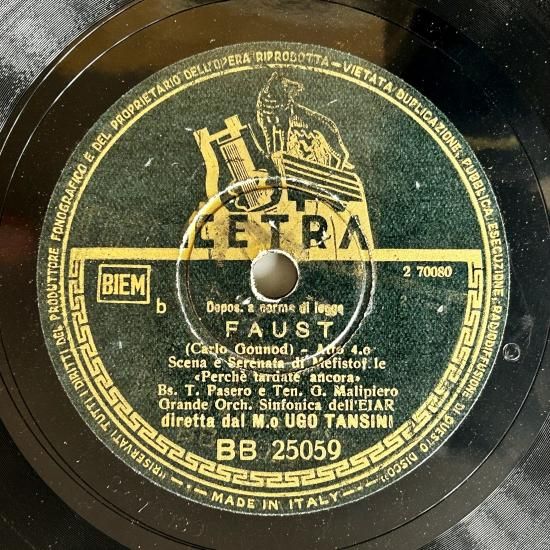 RISERVATI TUTTI I DIRITTI DEL PRODUTTORE FONOGRAFICO E DEL PROPRIETARIO DELL'OPERA RIPRODOTTA - VIETATA DUPLICAZIONE, PUBBLICA ESECUZIONE, RADIODIFFUSIONE DI QUESTO DISCO
CETRA
BIEM
2 70080
b
Depos. a norme di legge
FAUST
(Carlo Gounod) - Atto 4.o
Scena e Serenata di Mefistofele
«Perchè tardate ancora»
Bs. T. Pasero e Ten. G. Malipiero
Grande Orch. Sinfonica dell'EIAR
diretta dal M.o UGO TANSINI
BB 25059
MADE IN ITALY